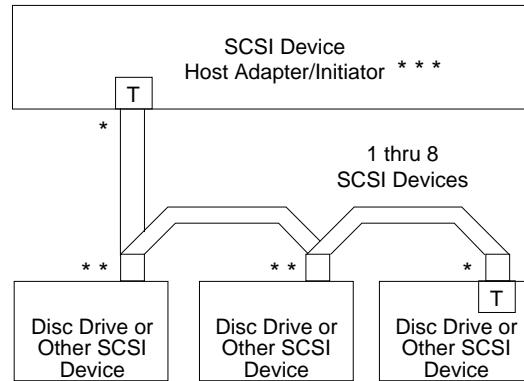 SCSI Device
Host Adapter/Initiator * * *
T
*
1 thru 8
SCSI Devices
* *
* *
*
T
Disc Drive or
Other SCSI
Device
Disc Drive or
Other SCSI
Device
Disc Drive or
Other SCSI
Device